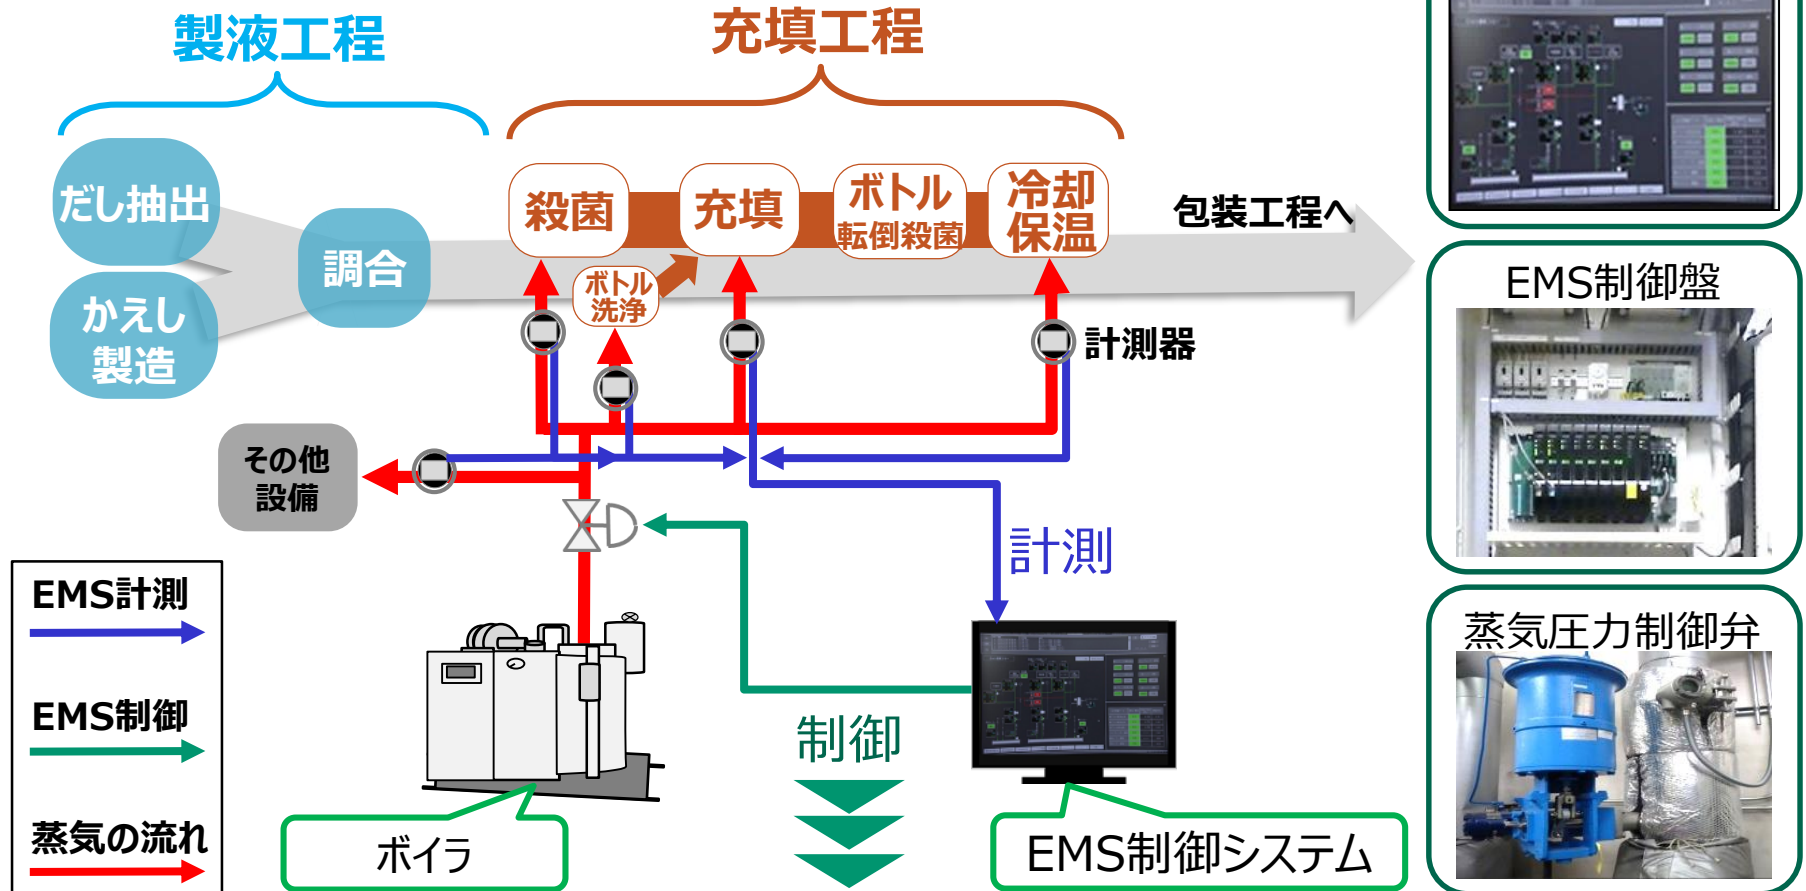 製液工程
充填工程
だし抽出
かえし
製造
調合
殺菌
充填
ボトル
転倒殺菌
冷却
保温
ボトル
洗浄
包装工程へ
計測器
その他
設備
計測
制御
EMS計測
EMS制御
蒸気の流れ
ボイラ
EMS制御システム
EMS制御盤
蒸気圧力制御弁